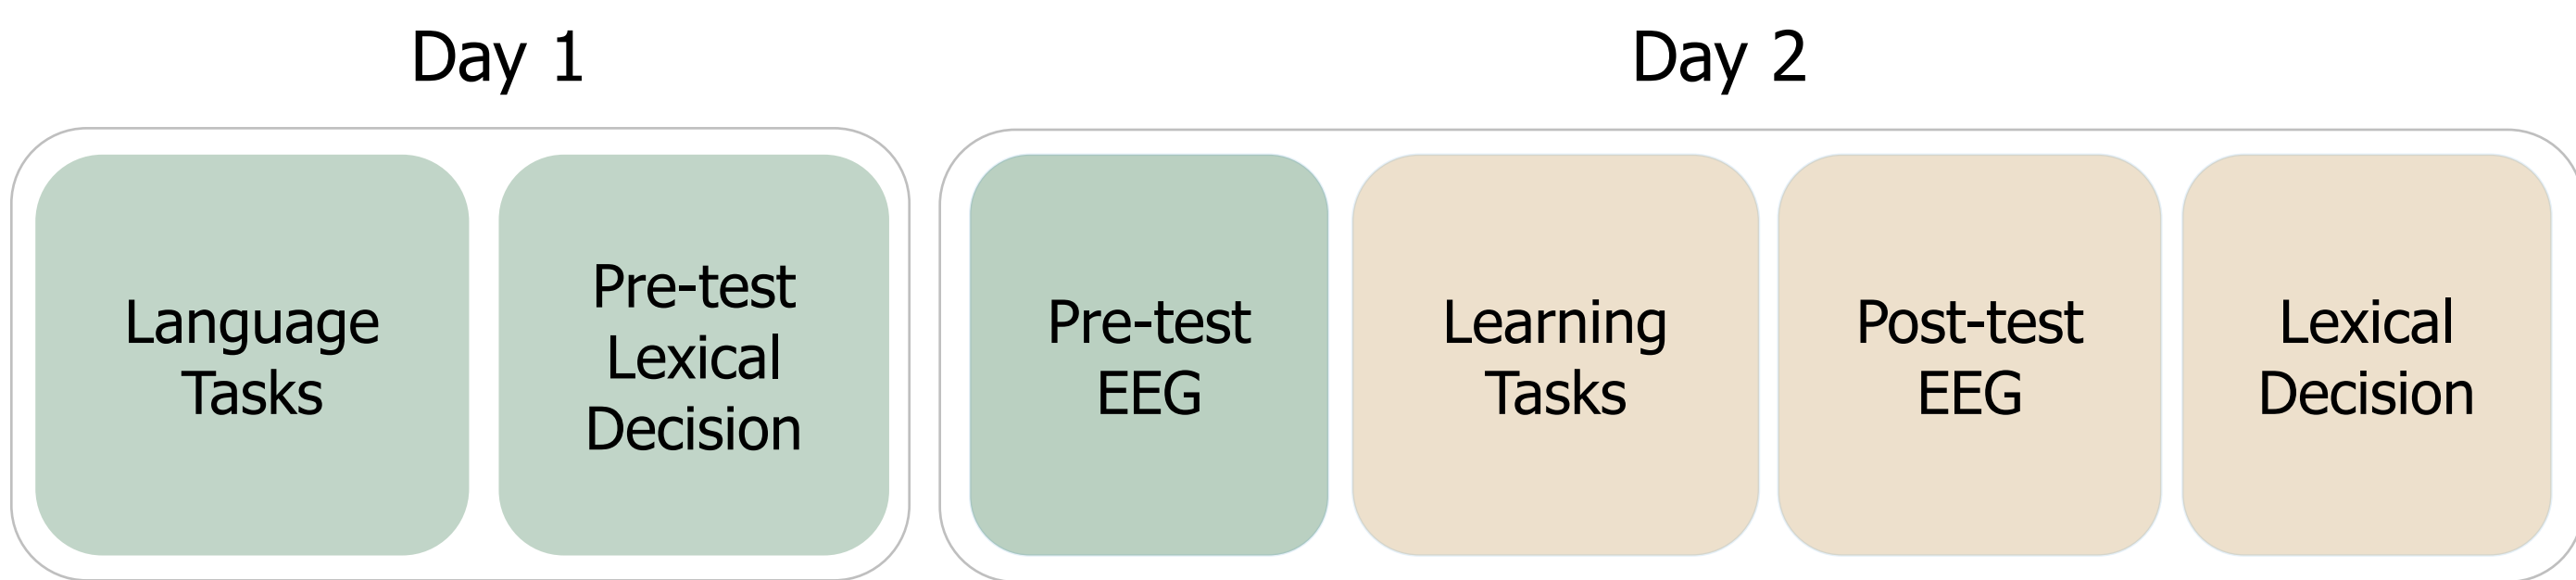 Day 1
Day 2
Language
Tasks
Pre-test
Lexical
Decision
Pre-test
EEG
Learning
Tasks
Post-test
EEG
Lexical
Decision